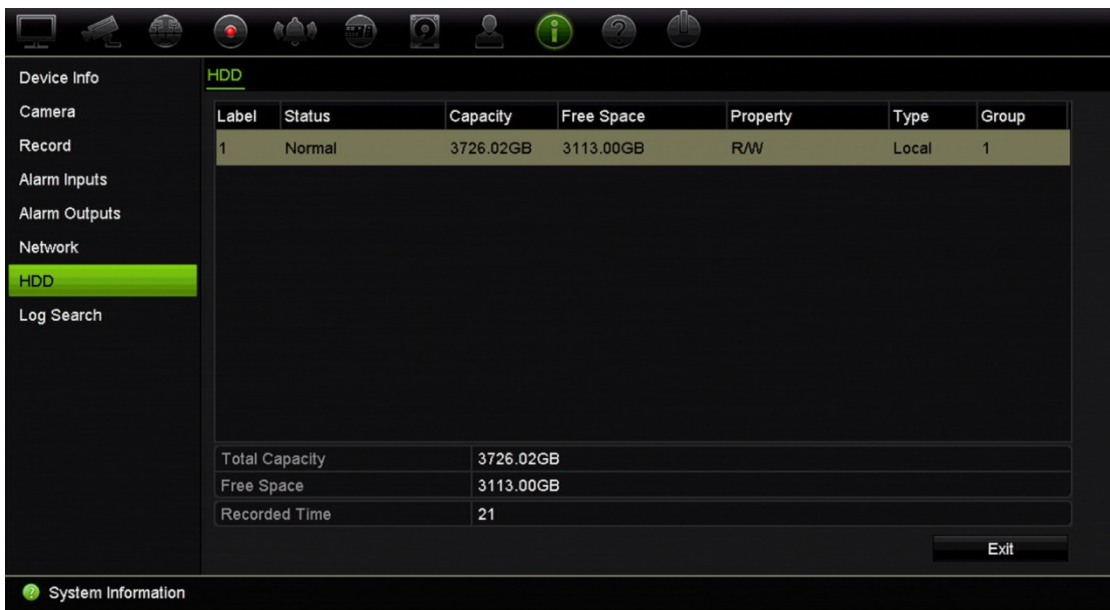 Device Info
Camera
Record
Alarm Inputs
Alarm Outputs
Network
HDD
Log Search
HDD
Label Status Capacity Free Space Property Type Group
1 Normal 3726.02GB 3113.00GB R/W Local 1
Total Capacity 3726.02GB
Free Space 3113.00GB
Recorded Time 21
Exit
System Information